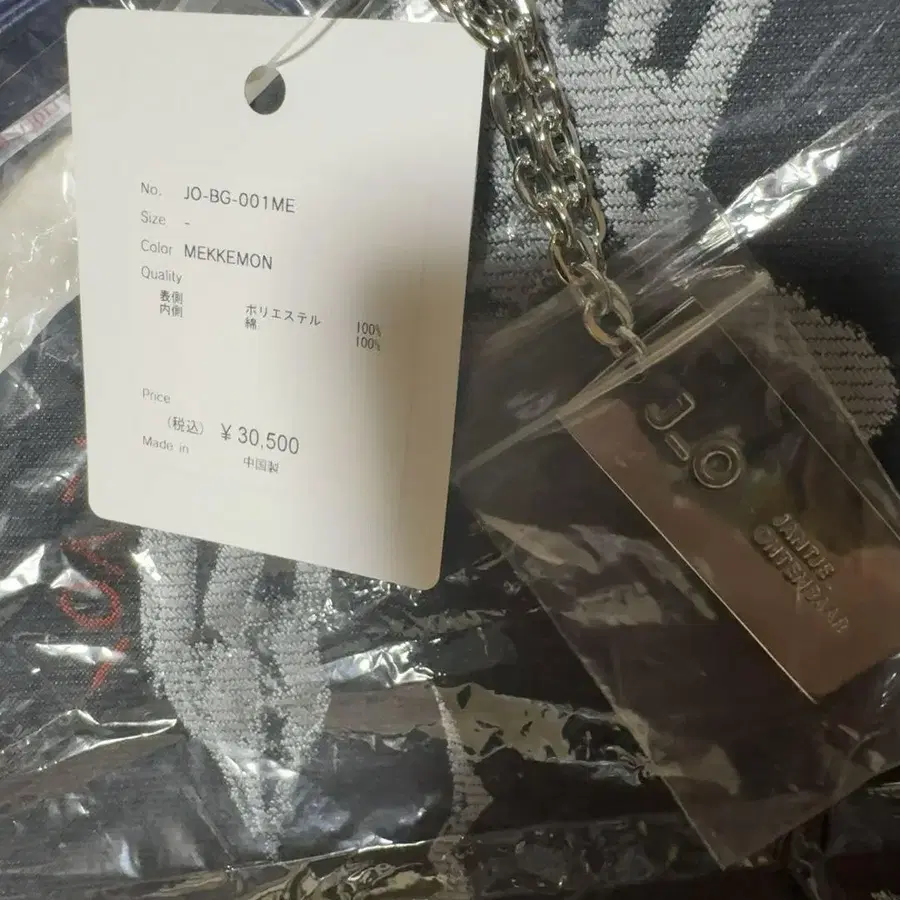 No. JO-BG-001ME
Size -
Color MEKKEMON
Quality
表側 ポリエステル 100%
内側 綿 100%
Price
(税込) ¥30,500
Made in 中国製
J-O
JANTJE
ONTEMBAAR